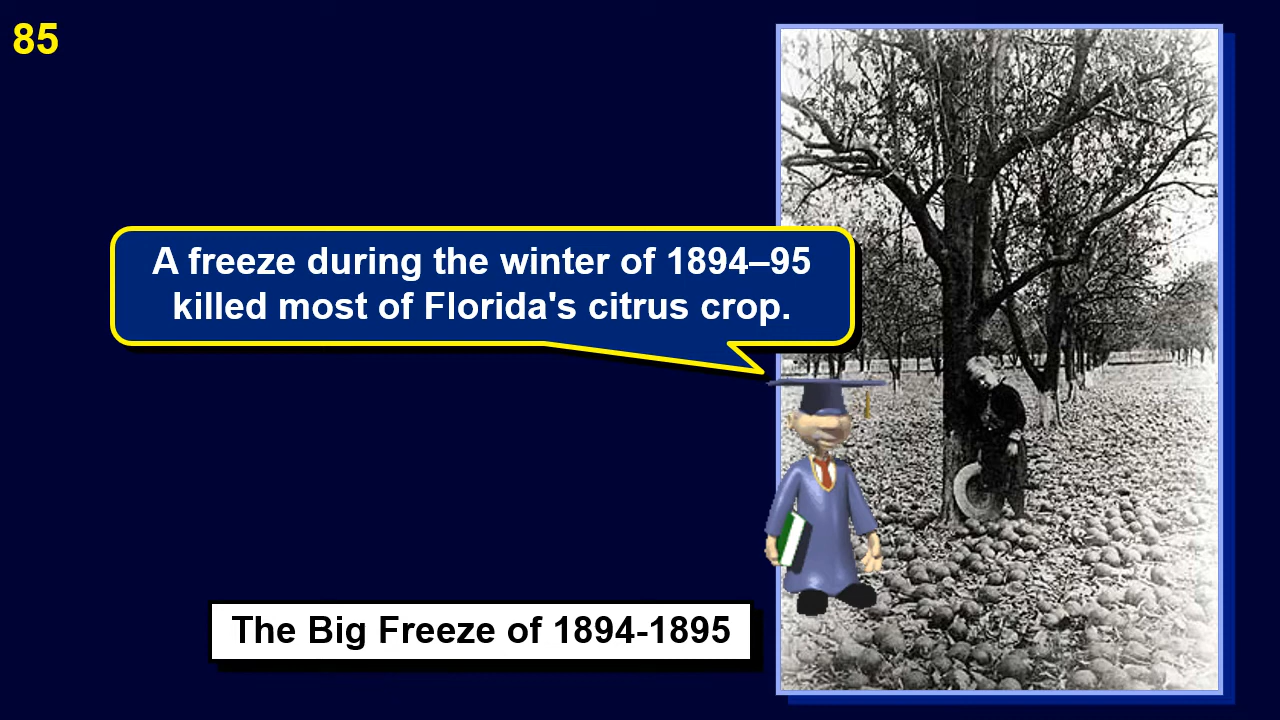 85
A freeze during the winter of 1894–95
killed most of Florida's citrus crop.
The Big Freeze of 1894-1895